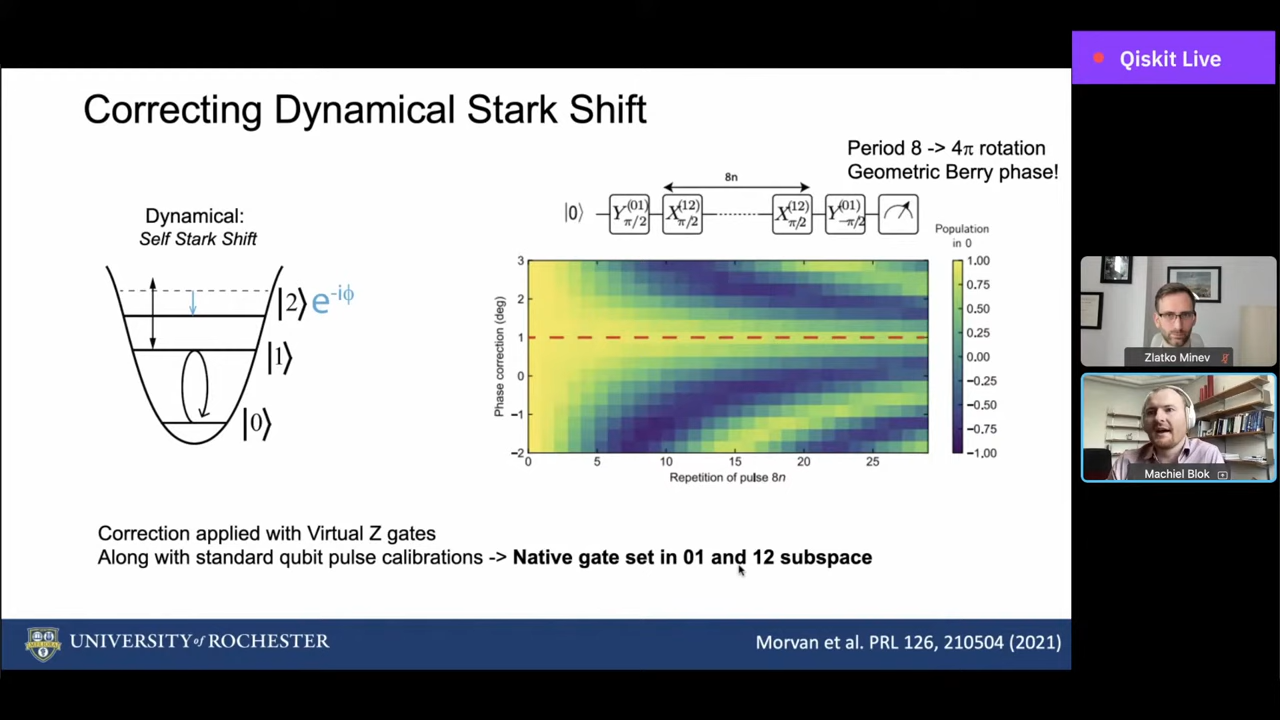 Qiskit Live
Correcting Dynamical Stark Shift
Period 8 -> 4π rotation
Geometric Berry phase!
8n
|0⟩ Y(01) π/2 X(12) π/2 X(12) π/2 Y(01) −π/2
Dynamical:
Self Stark Shift
|2⟩ e-iϕ
|1⟩
|0⟩
Population
in 0
3
2
1
0
−1
−2
Phase correction (deg)
0 5 10 15 20 25
Repetition of pulse 8n
1.00
0.75
0.50
0.25
0.00
−0.25
−0.50
−0.75
−1.00
Zlatko Minev
Machiel Blok
Correction applied with Virtual Z gates
Along with standard qubit pulse calibrations -> Native gate set in 01 and 12 subspace
UNIVERSITY of ROCHESTER
Morvan et al. PRL 126, 210504 (2021)